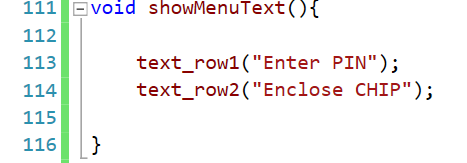 111 void showMenuText(){
112
113 text_row1("Enter PIN");
114 text_row2("Enclose CHIP");
115
116 }